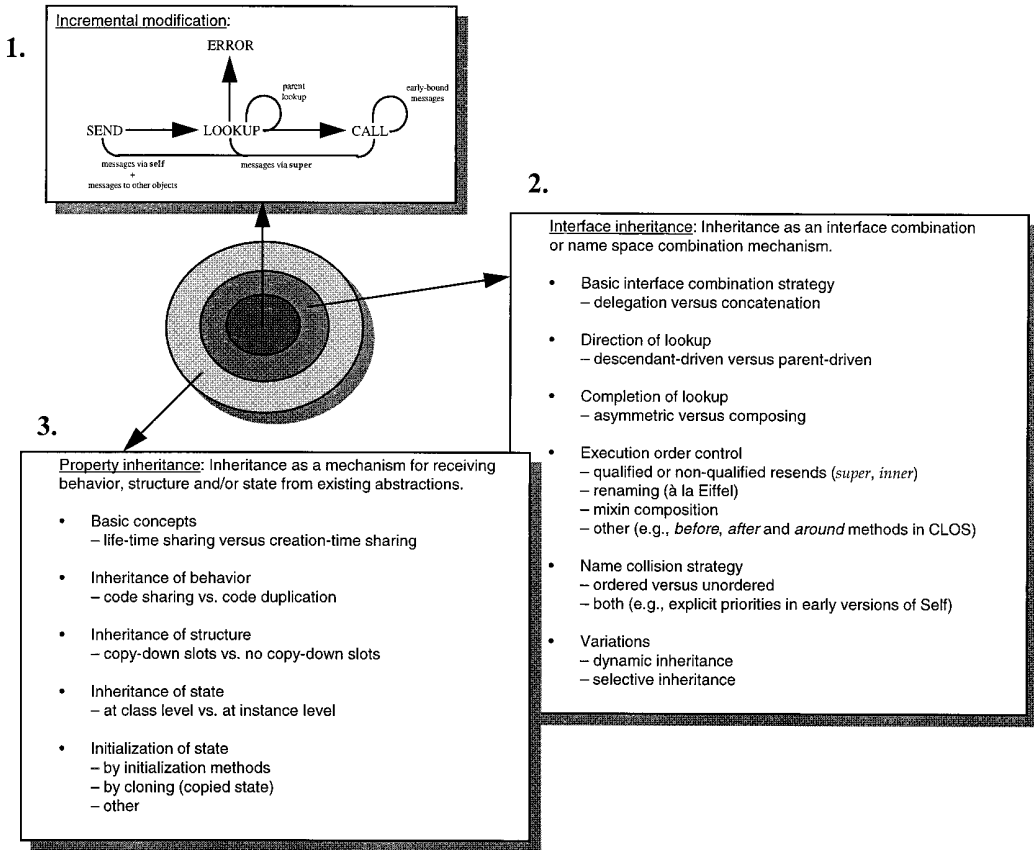 1.
Incremental modification:
ERROR
parent
lookup
early-bound
messages
SEND
LOOKUP
CALL
messages via self
+
messages to other objects
messages via super
2.
Interface inheritance: Inheritance as an interface combination
or name space combination mechanism.
• Basic interface combination strategy
– delegation versus concatenation
• Direction of lookup
– descendant-driven versus parent-driven
• Completion of lookup
– asymmetric versus composing
• Execution order control
– qualified or non-qualified resends (super, inner)
– renaming (à la Eiffel)
– mixin composition
– other (e.g., before, after and around methods in CLOS)
• Name collision strategy
– ordered versus unordered
– both (e.g., explicit priorities in early versions of Self)
• Variations
– dynamic inheritance
– selective inheritance
3.
Property inheritance: Inheritance as a mechanism for receiving
behavior, structure and/or state from existing abstractions.
• Basic concepts
– life-time sharing versus creation-time sharing
• Inheritance of behavior
– code sharing vs. code duplication
• Inheritance of structure
– copy-down slots vs. no copy-down slots
• Inheritance of state
– at class level vs. at instance level
• Initialization of state
– by initialization methods
– by cloning (copied state)
– other